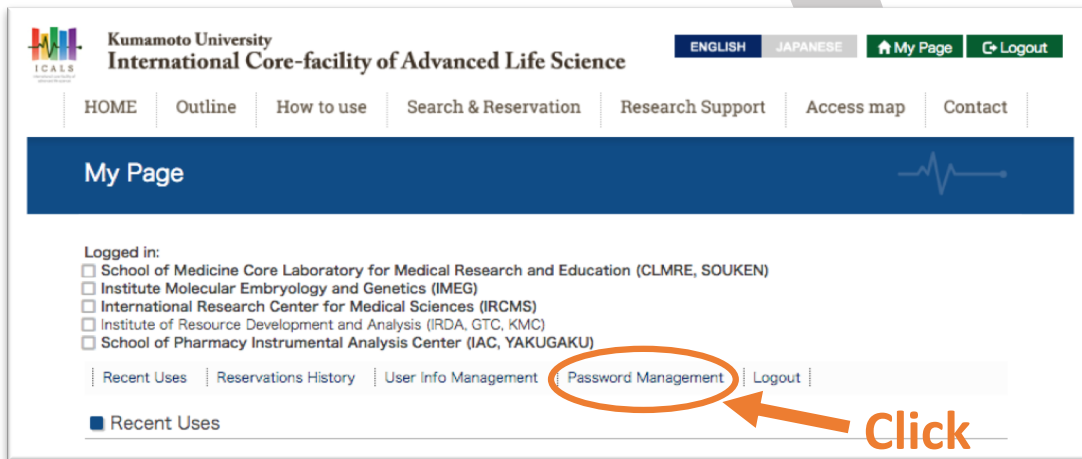 ICALS
Kumamoto University
International Core-facility of Advanced Life Science
ENGLISH
JAPANESE
My Page
Logout
HOME
Outline
How to use
Search & Reservation
Research Support
Access map
Contact
My Page
Logged in:
School of Medicine Core Laboratory for Medical Research and Education (CLMRE, SOUKEN)
Institute Molecular Embryology and Genetics (IMEG)
International Research Center for Medical Sciences (IRCMS)
Institute of Resource Development and Analysis (IRDA, GTC, KMC)
School of Pharmacy Instrumental Analysis Center (IAC, YAKUGAKU)
Recent Uses
Reservations History
User Info Management
Password Management
Logout
Recent Uses
Click